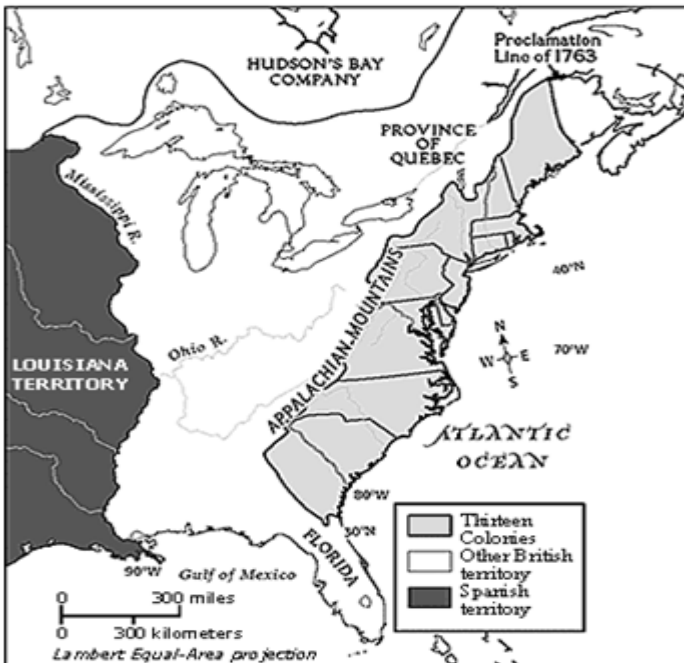 HUDSON'S BAY
COMPANY
Proclamation
Line of 1763
PROVINCE
OF
QUEBEC
Mississippi R.
40°N
APPALACHIAN MOUNTAINS
Ohio R.
N
W E
S
70°W
LOUISIANA
TERRITORY
ATLANTIC
OCEAN
80°W
30°N
FLORIDA
90°W
Gulf of Mexico
Thirteen
Colonies
Other British
territory
Spanish
territory
0 300 miles
0 300 kilometers
Lambert Equal-Area projection